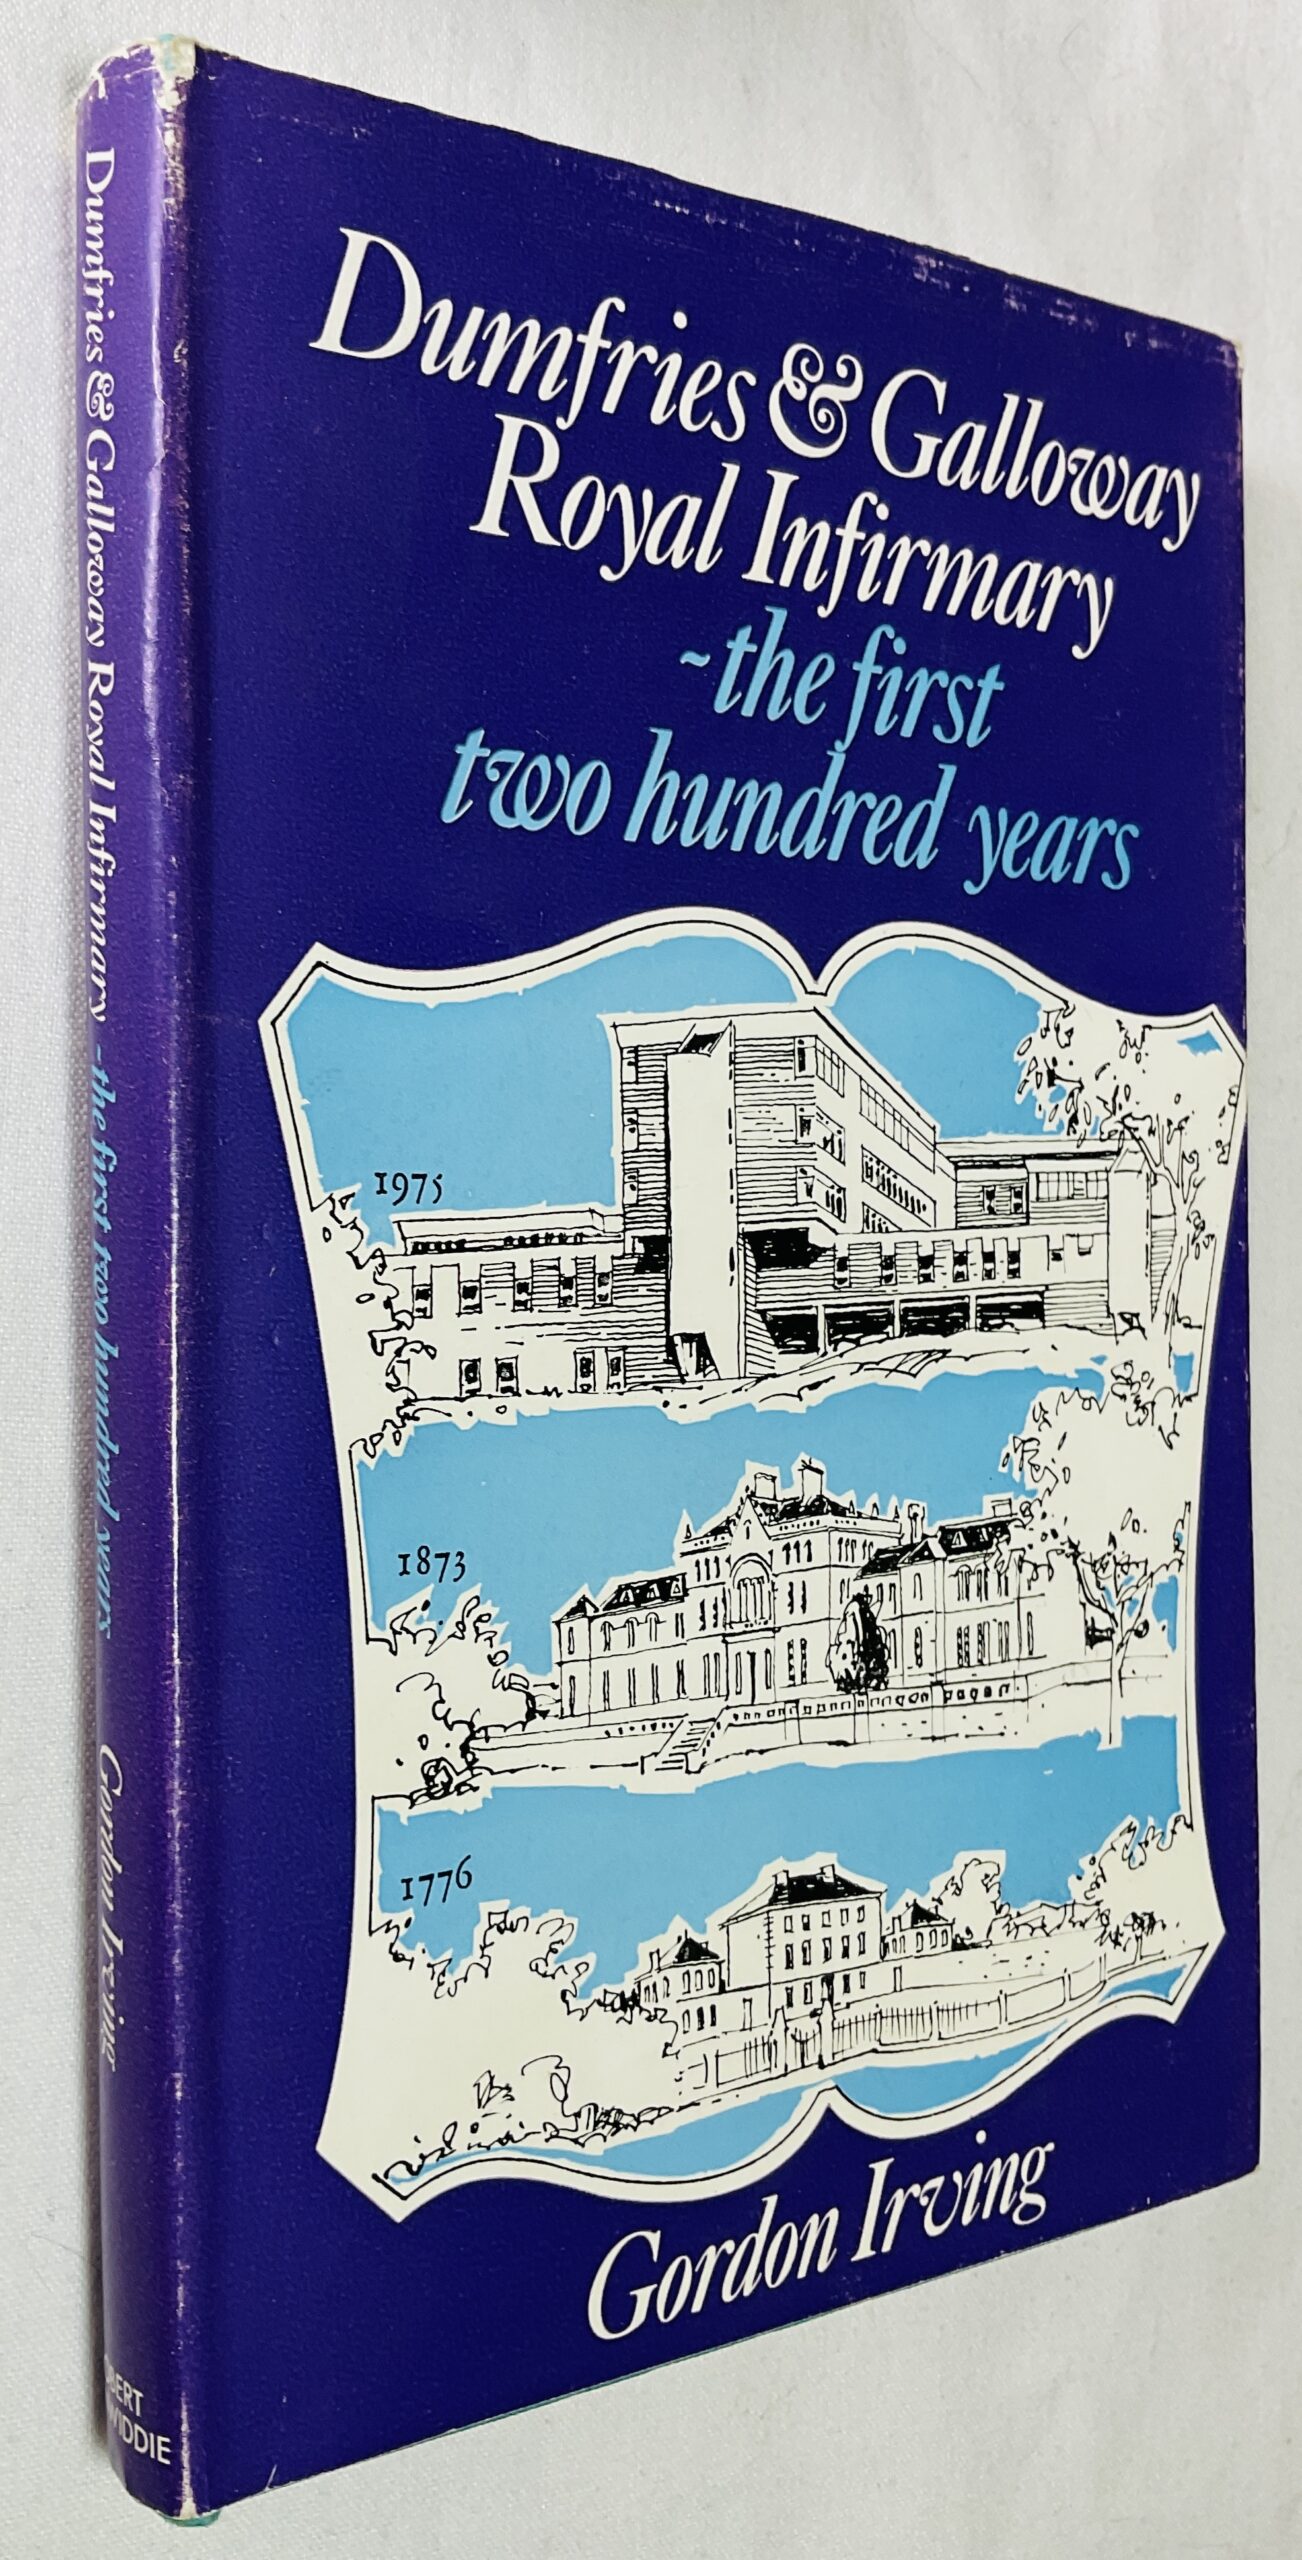 Dumfries & Galloway
Royal Infirmary
~the first
two hundred years
1975
1873
1776
Gordon Irving
Dumfries & Galloway Royal Infirmary ~the first two hundred years Gordon Irving